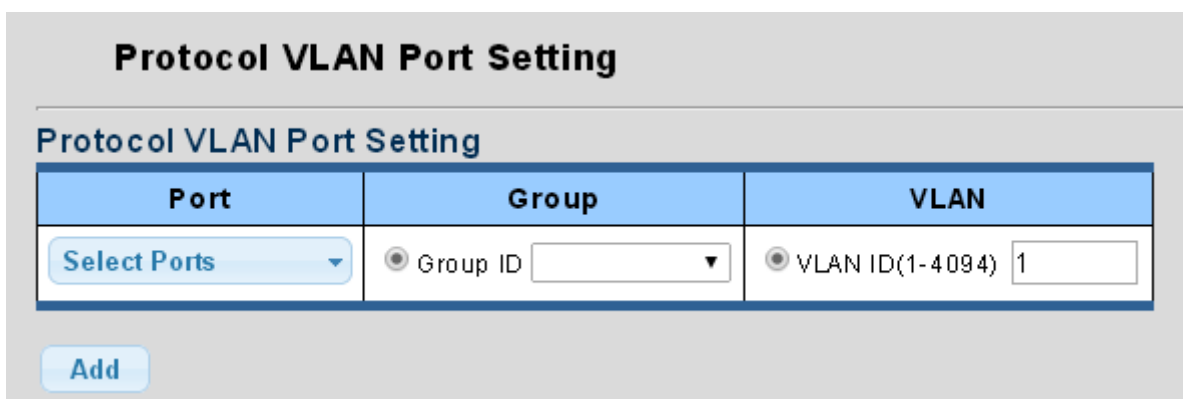 Protocol VLAN Port Setting
Protocol VLAN Port Setting
Port Group VLAN
Select Ports Group ID VLAN ID(1-4094) 1
Add